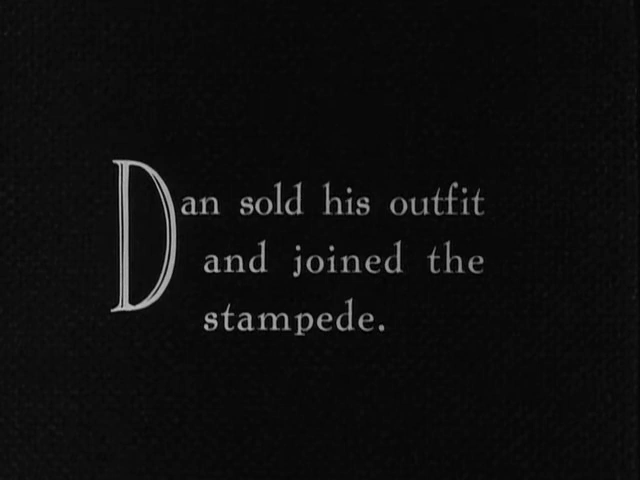 Dan sold his outfit
and joined the
stampede.